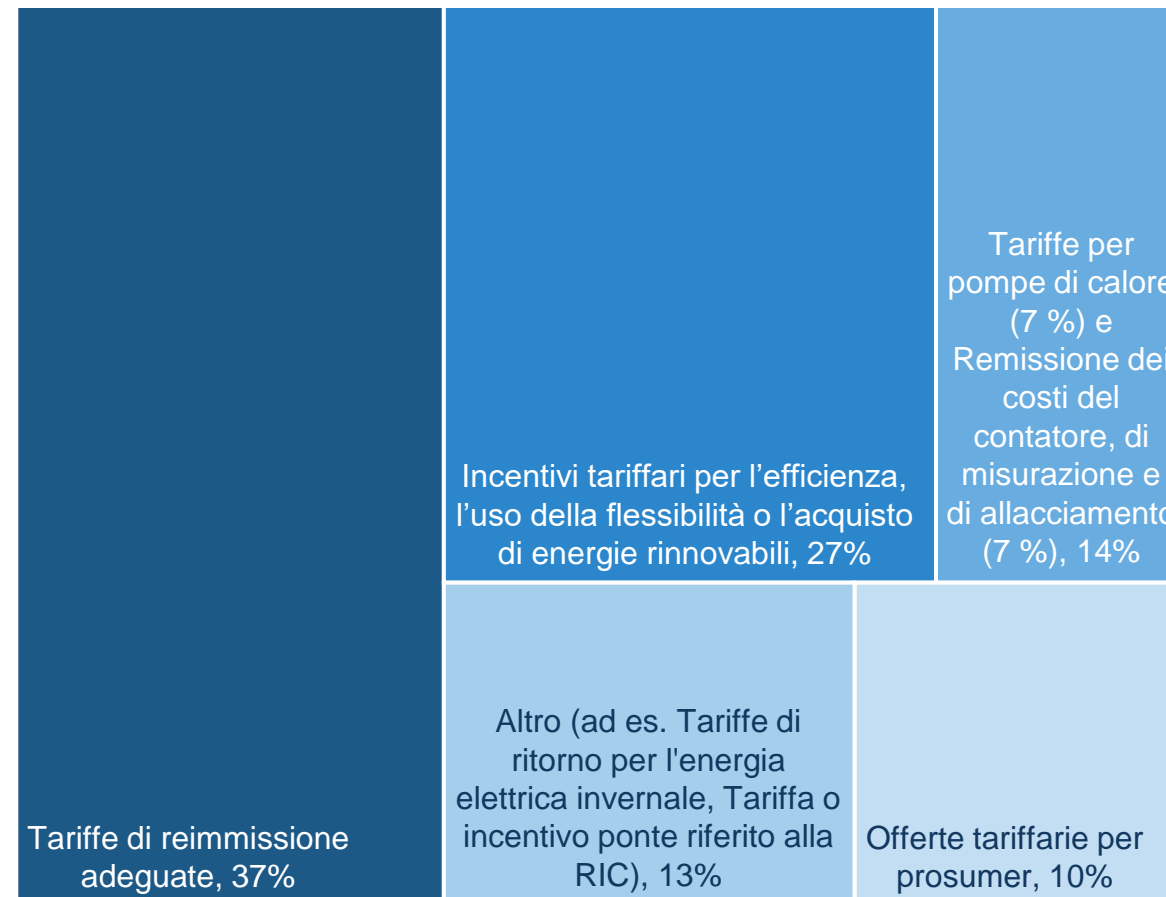 Tariffe di reimmissione
adeguate, 37%
Incentivi tariffari per l’efficienza,
l’uso della flessibilità o l’acquisto
di energie rinnovabili, 27%
Tariffe per
pompe di calore
(7 %) e
Remissione dei
costi del
contatore, di
misurazione e
di allacciamento
(7 %), 14%
Altro (ad es. Tariffe di
ritorno per l'energia
elettrica invernale, Tariffa o
incentivo ponte riferito alla
RIC), 13%
Offerte tariffarie per
prosumer, 10%